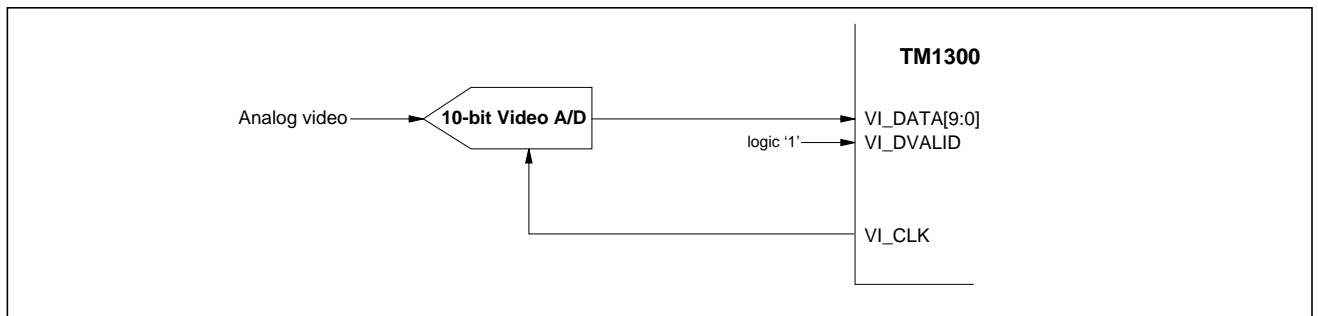 TM1300
Analog video
10-bit Video A/D
VI_DATA[9:0]
logic ‘1’
VI_DVALID
VI_CLK